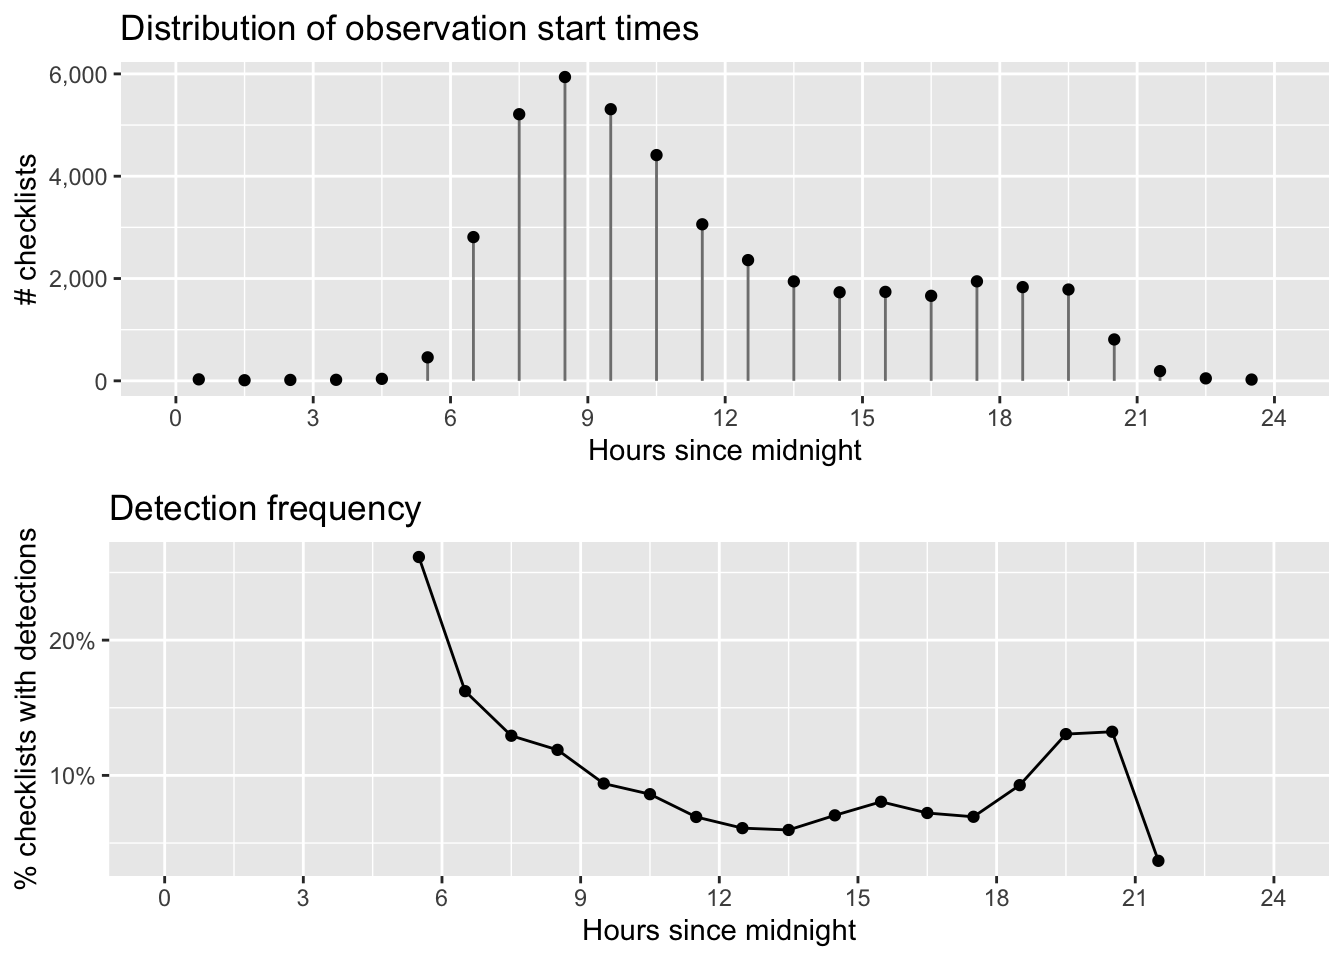 Distribution of observation start times
# checklists
6,000
4,000
2,000
0
0 3 6 9 12 15 18 21 24
Hours since midnight
Detection frequency
% checklists with detections
20%
10%
0 3 6 9 12 15 18 21 24
Hours since midnight